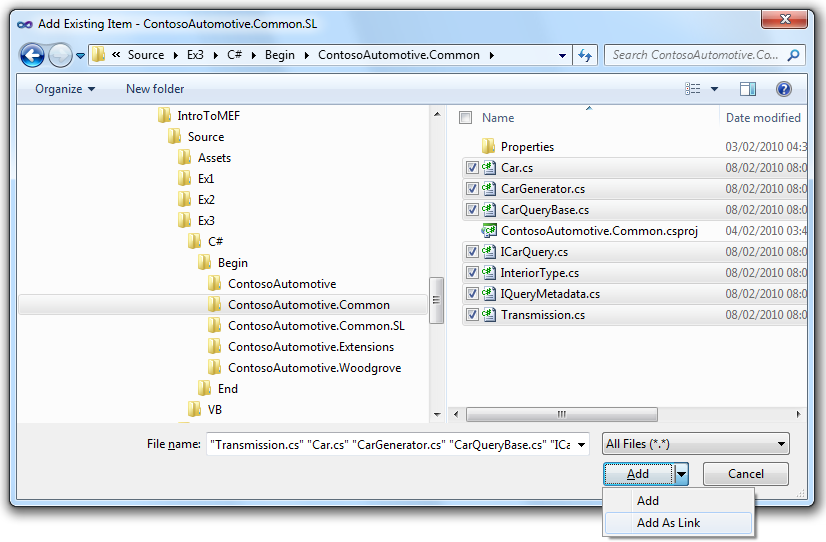 Add Existing Item - ContosoAutomotive.Common.SL
« Source Ex3 C# Begin ContosoAutomotive.Common
Search ContosoAutomotive.Co...
Organize New folder
IntroToMEF
Source
Assets
Ex1
Ex2
Ex3
C#
Begin
ContosoAutomotive
ContosoAutomotive.Common
ContosoAutomotive.Common.SL
ContosoAutomotive.Extensions
ContosoAutomotive.Woodgrove
End
VB
Name Date modified
Properties 03/02/2010 04:3
Car.cs 08/02/2010 08:0
CarGenerator.cs 08/02/2010 08:0
CarQueryBase.cs 08/02/2010 08:0
ContosoAutomotive.Common.csproj 04/02/2010 03:4
ICarQuery.cs 08/02/2010 08:0
InteriorType.cs 08/02/2010 08:0
IQueryMetadata.cs 08/02/2010 08:0
Transmission.cs 08/02/2010 08:0
File name: "Transmission.cs" "Car.cs" "CarGenerator.cs" "CarQueryBase.cs" "ICa
All Files (*.*)
Add Cancel
Add
Add As Link